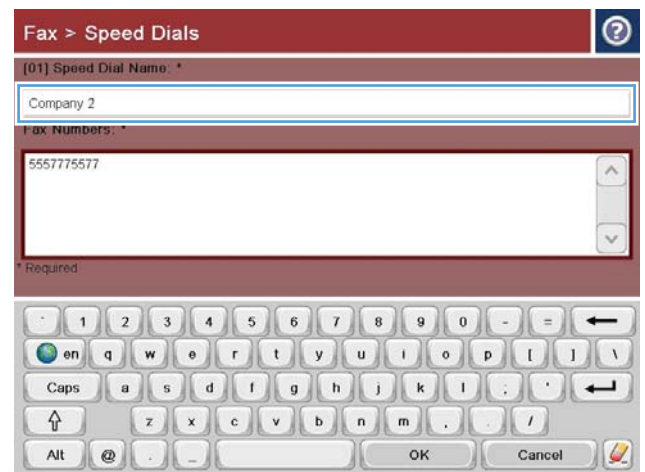 Fax > Speed Dials
?
[01] Speed Dial Name: *
Company 2
Fax Numbers: *
5557775577
* Required
` 1 2 3 4 5 6 7 8 9 0 - =
en q w e r t y u i o p [ ] \
Caps a s d f g h j k l ; '
z x c v b n m , . /
Alt @ . _ OK Cancel